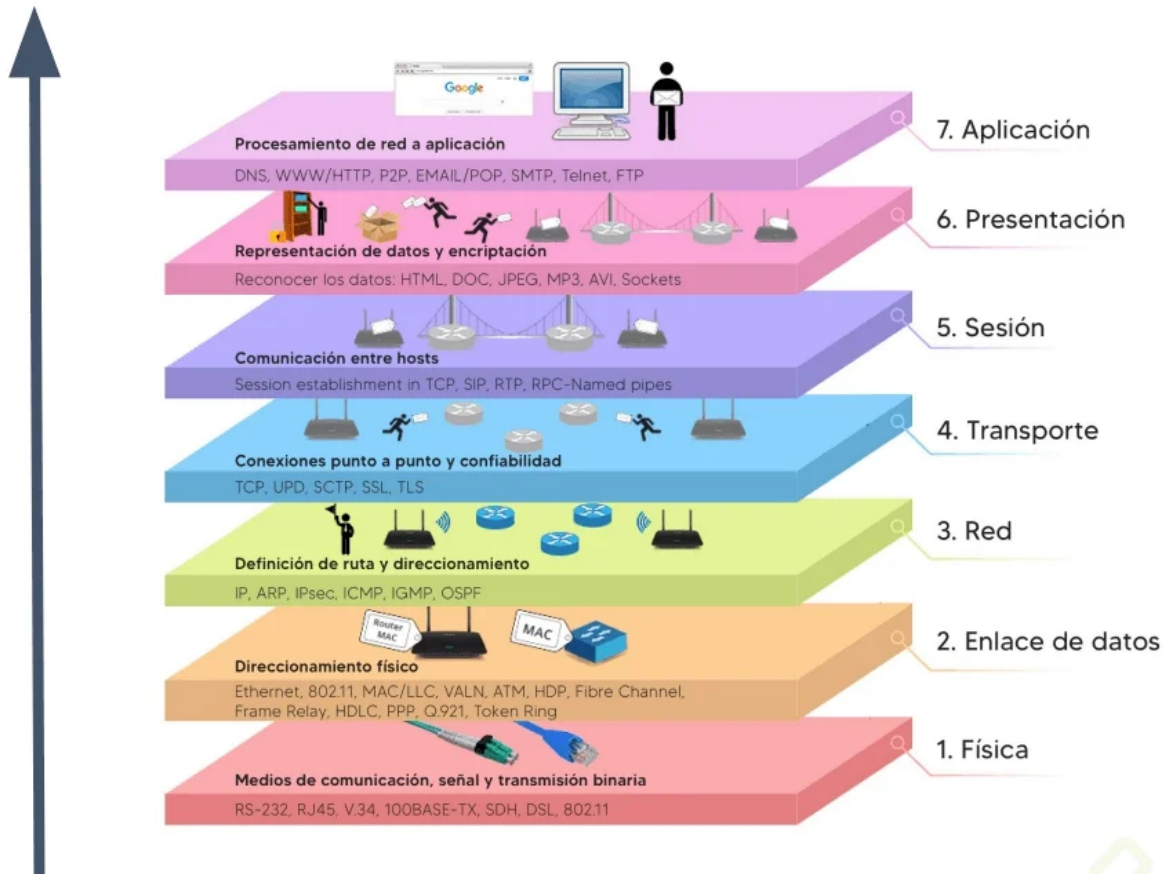 Google
Procesamiento de red a aplicación
DNS, WWW/HTTP, P2P, EMAIL/POP, SMTP, Telnet, FTP
7. Aplicación
Representación de datos y encriptación
Reconocer los datos: HTML, DOC, JPEG, MP3, AVI, Sockets
6. Presentación
Comunicación entre hosts
Session establishment in TCP, SIP, RTP, RPC-Named pipes
5. Sesión
Conexiones punto a punto y confiabilidad
TCP, UPD, SCTP, SSL, TLS
4. Transporte
Definición de ruta y direccionamiento
IP, ARP, IPsec, ICMP, IGMP, OSPF
3. Red
Router
MAC
MAC
Direccionamiento físico
Ethernet, 802.11, MAC/LLC, VALN, ATM, HDP, Fibre Channel,
Frame Relay, HDLC, PPP, Q.921, Token Ring
2. Enlace de datos
Medios de comunicación, señal y transmisión binaria
RS-232, RJ45, V.34, 100BASE-TX, SDH, DSL, 802.11
1. Física